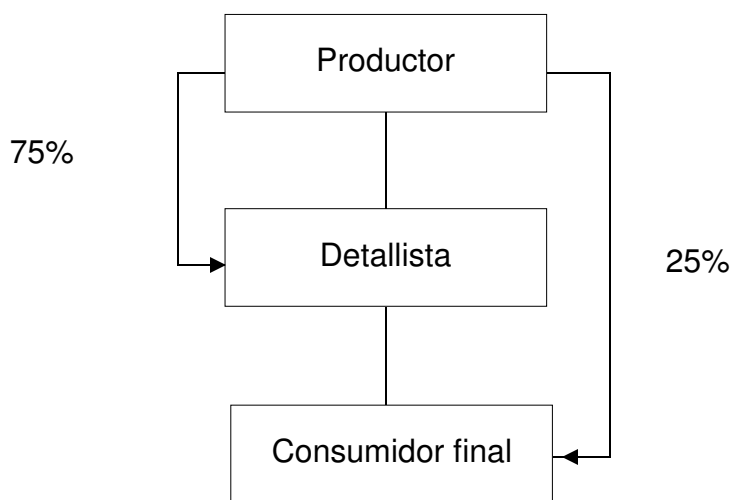 Productor
75%
Detallista
25%
Consumidor final